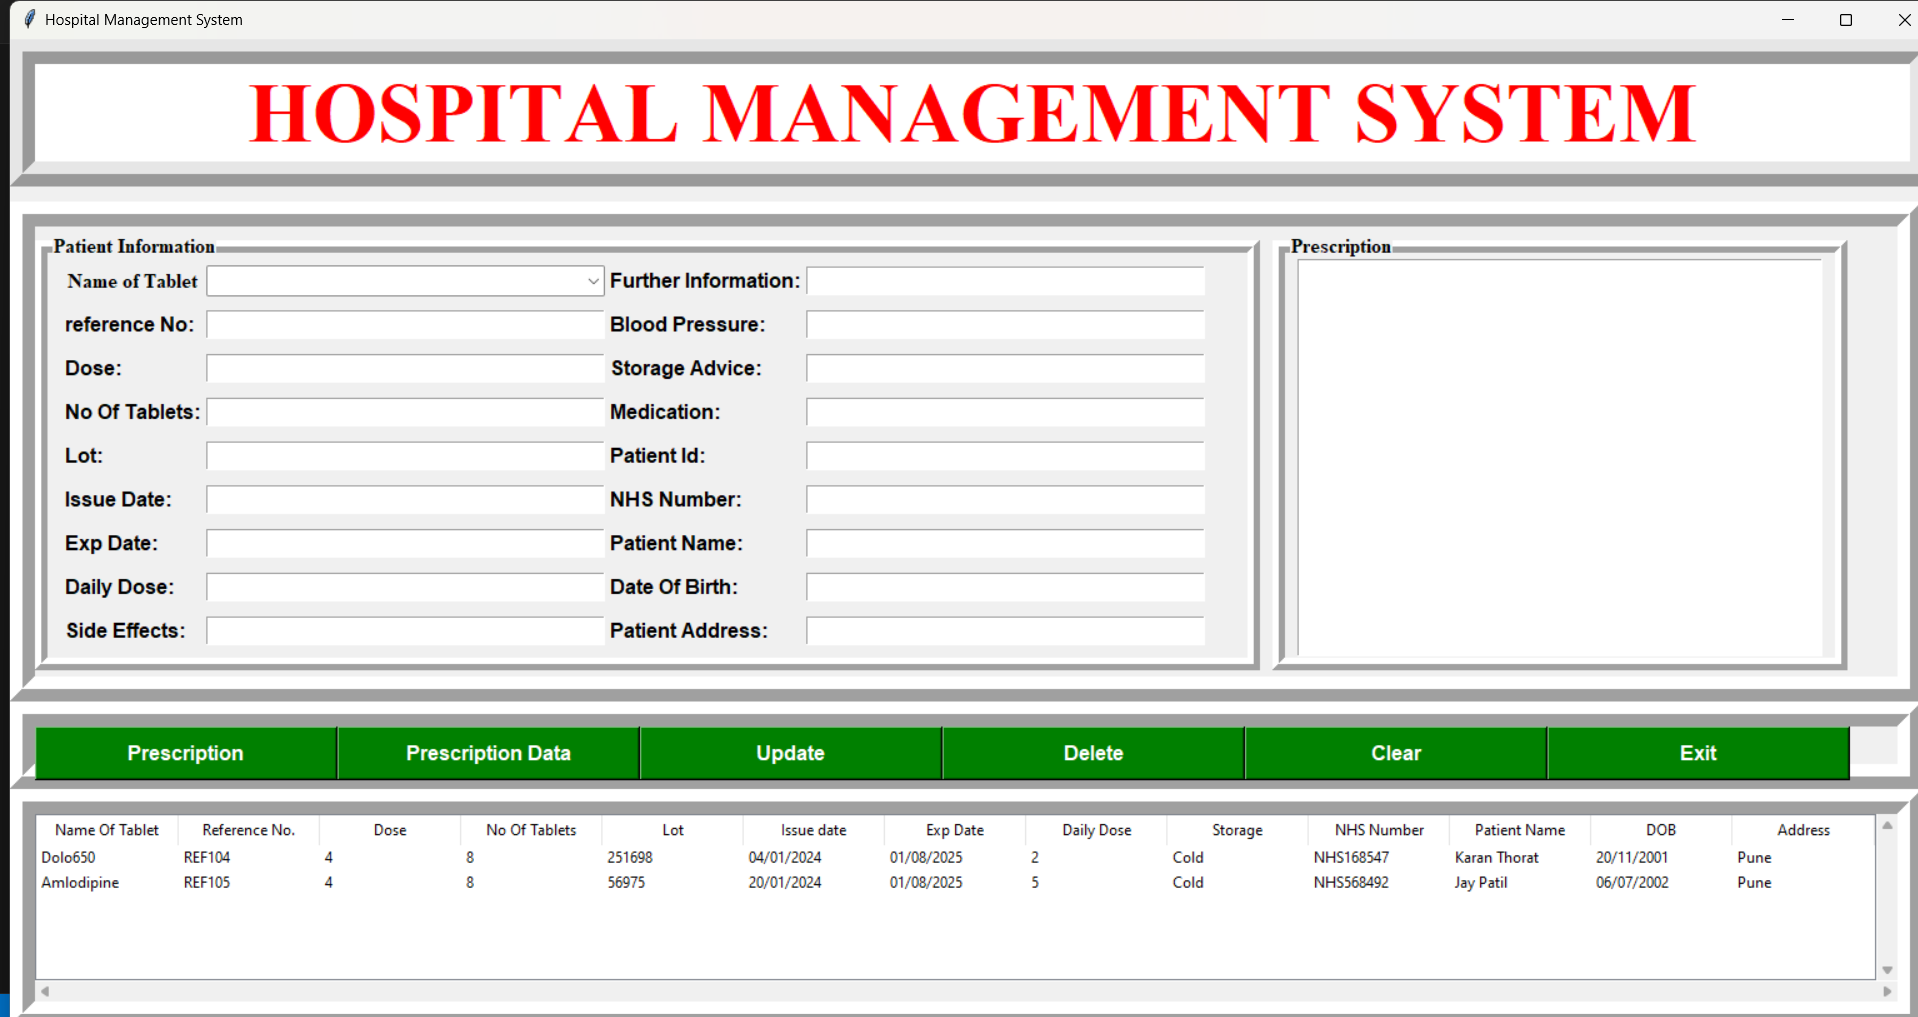 Hospital Management System
HOSPITAL MANAGEMENT SYSTEM
Patient Information
Name of Tablet
Further Information:
reference No:
Blood Pressure:
Dose:
Storage Advice:
No Of Tablets:
Medication:
Lot:
Patient Id:
Issue Date:
NHS Number:
Exp Date:
Patient Name:
Daily Dose:
Date Of Birth:
Side Effects:
Patient Address:
Prescription
Prescription Prescription Data Update Delete Clear Exit
Name Of Tablet Reference No. Dose No Of Tablets Lot Issue date Exp Date Daily Dose Storage NHS Number Patient Name DOB Address
Dolo650 REF104 4 8 251698 04/01/2024 01/08/2025 2 Cold NHS168547 Karan Thorat 20/11/2001 Pune
Amlodipine REF105 4 8 56975 20/01/2024 01/08/2025 5 Cold NHS568492 Jay Patil 06/07/2002 Pune